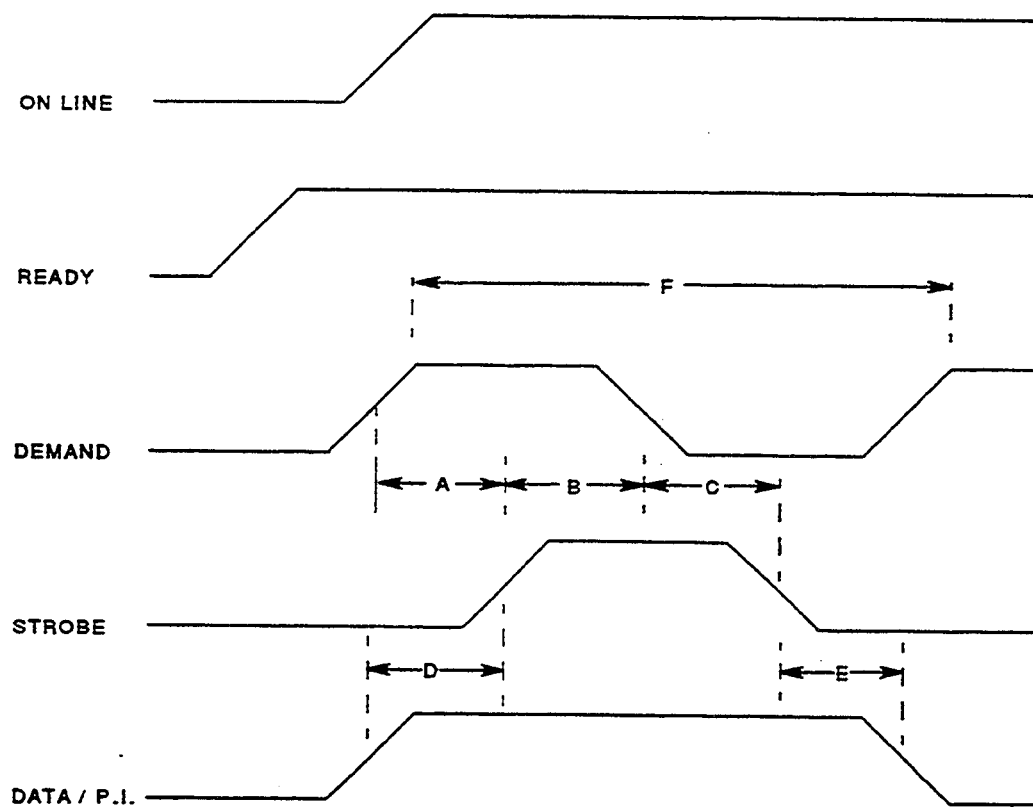 ON LINE
READY
F
DEMAND
A B C
STROBE
D E
DATA / P.I.